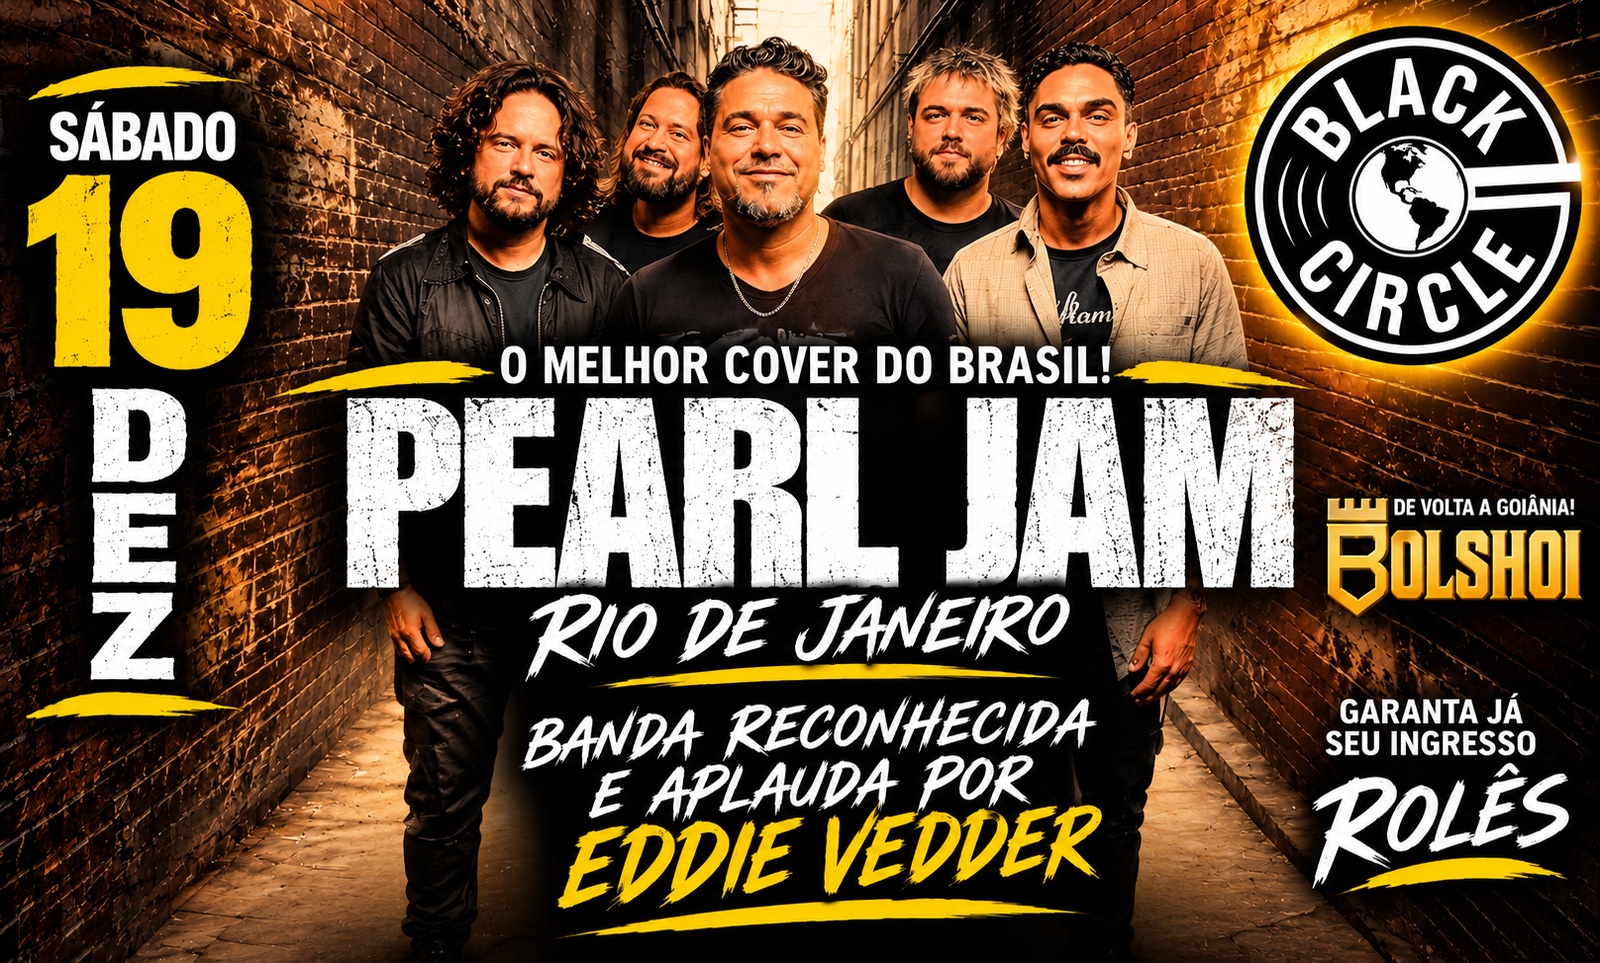 SÁBADO
19
DEZ
BLACK
CIRCLE
O MELHOR COVER DO BRASIL!
PEARL JAM
RIO DE JANEIRO
BANDA RECONHECIDA
E APLAUDA POR
EDDIE VEDDER
DE VOLTA A GOIÂNIA!
BOLSHOI
GARANTA JÁ
SEU INGRESSO
ROLÊS